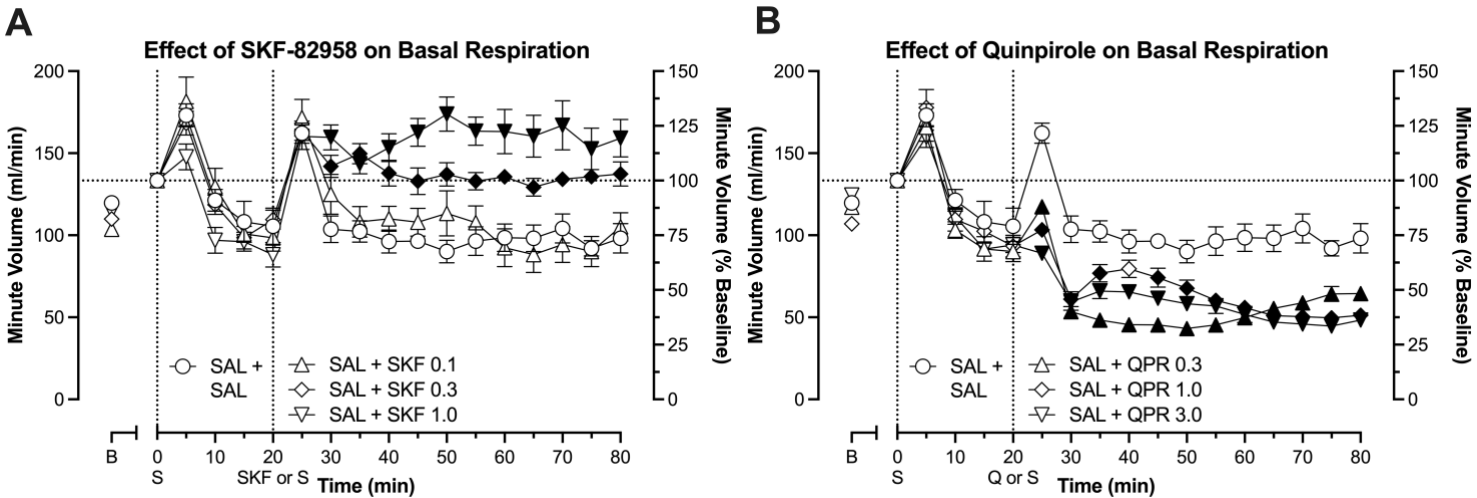 A
Effect of SKF-82958 on Basal Respiration
Minute Volume (ml/min)
200
150
100
50
0
150
125
100
75
50
25
0
Minute Volume (% Baseline)
SAL + SAL
SAL + SKF 0.1
SAL + SKF 0.3
SAL + SKF 1.0
B 0 10 20 30 40 50 60 70 80
S SKF or S Time (min)
B
Effect of Quinpirole on Basal Respiration
Minute Volume (ml/min)
200
150
100
50
0
150
125
100
75
50
25
0
Minute Volume (% Baseline)
SAL + SAL
SAL + QPR 0.3
SAL + QPR 1.0
SAL + QPR 3.0
B 0 10 20 30 40 50 60 70 80
S Q or S Time (min)